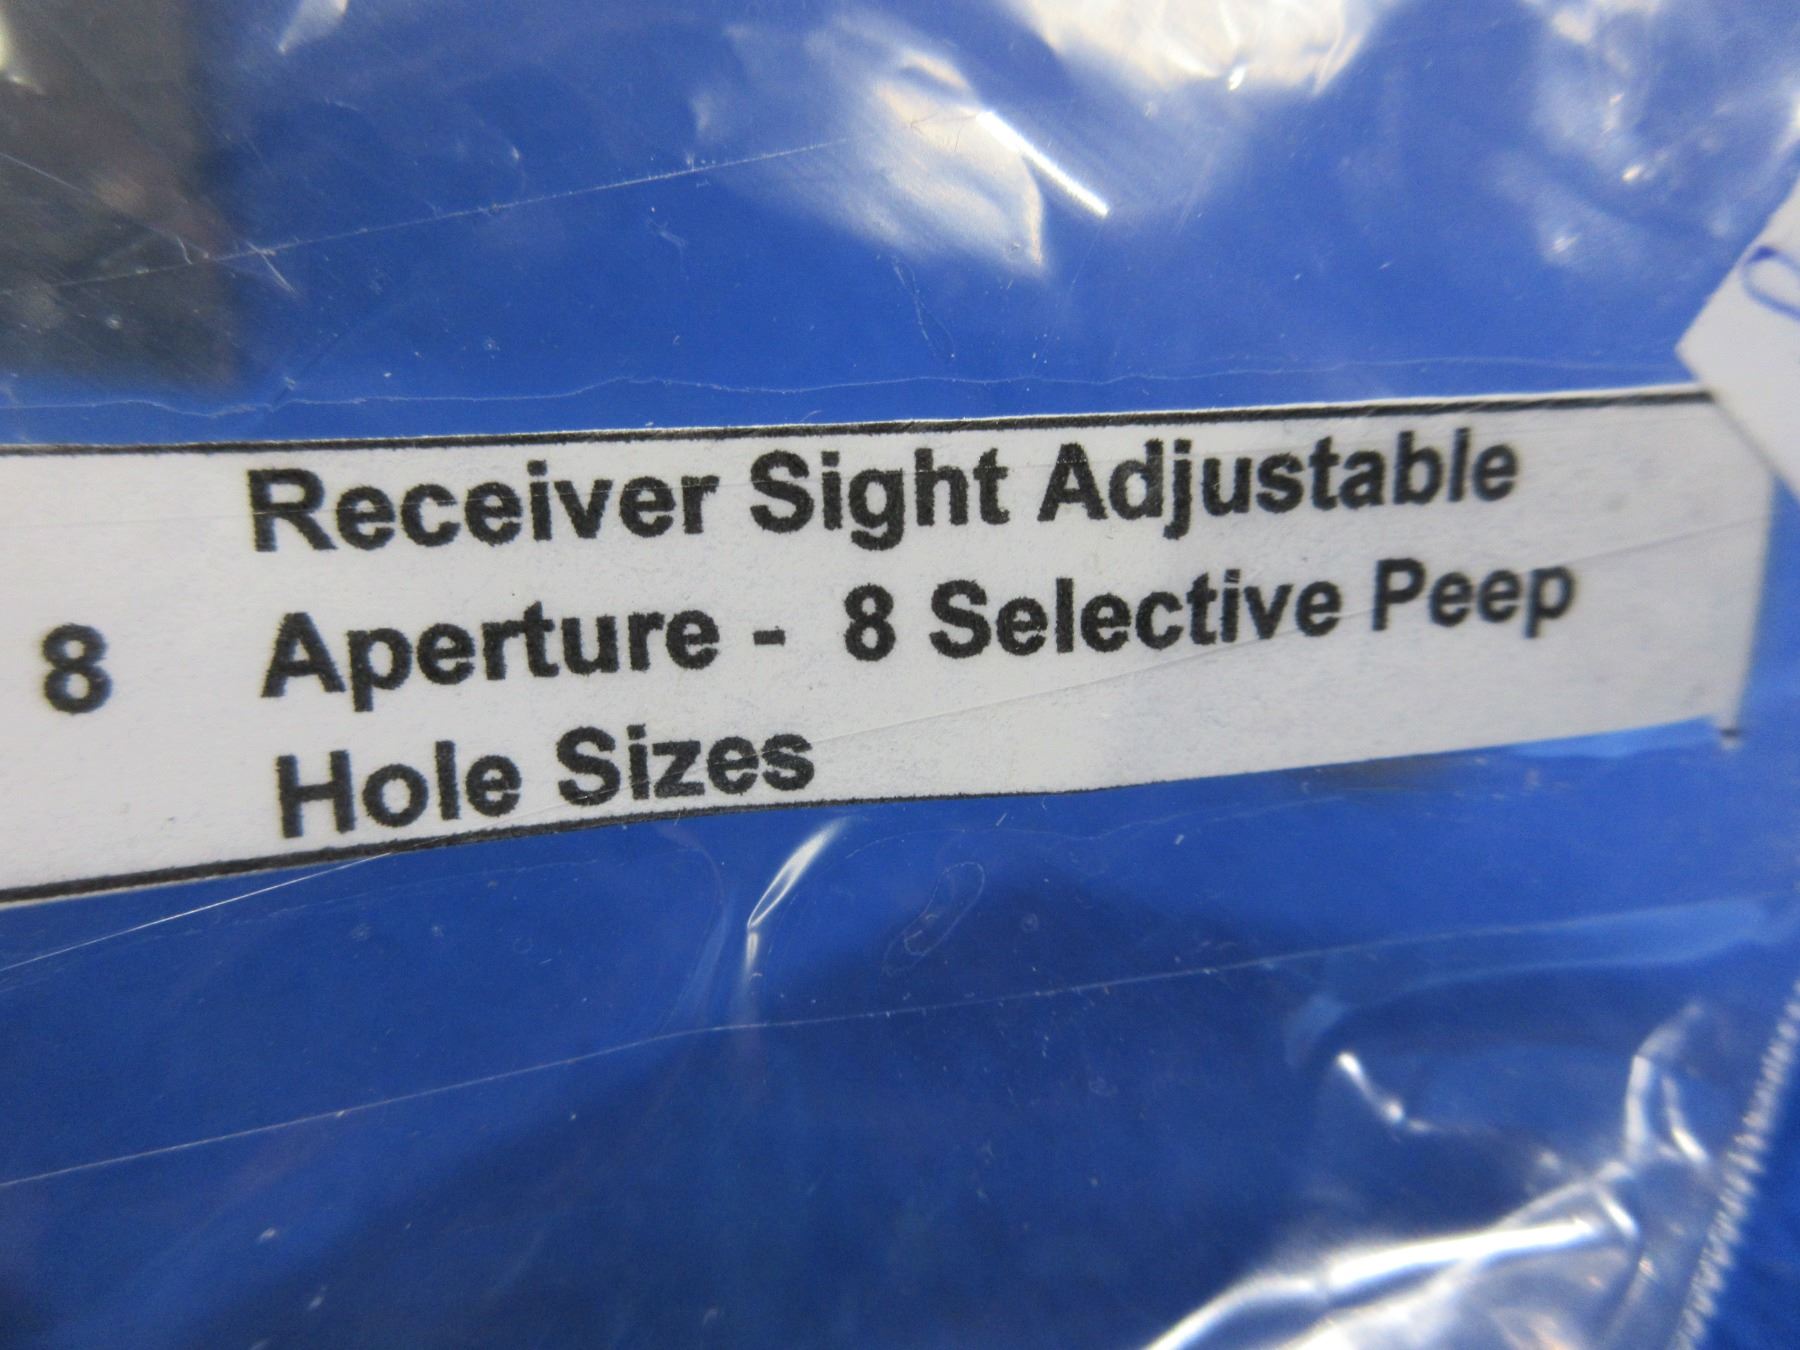 Receiver Sight Adjustable
8 Aperture - 8 Selective Peep
Hole Sizes